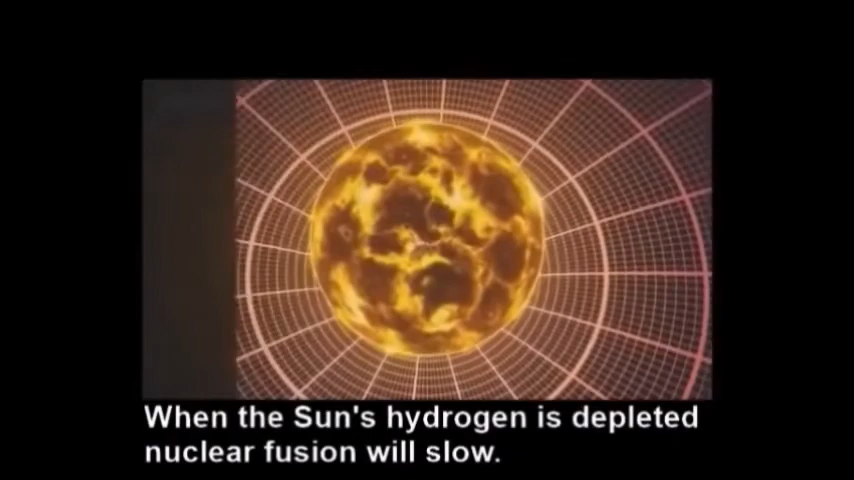 When the Sun's hydrogen is depleted
nuclear fusion will slow.